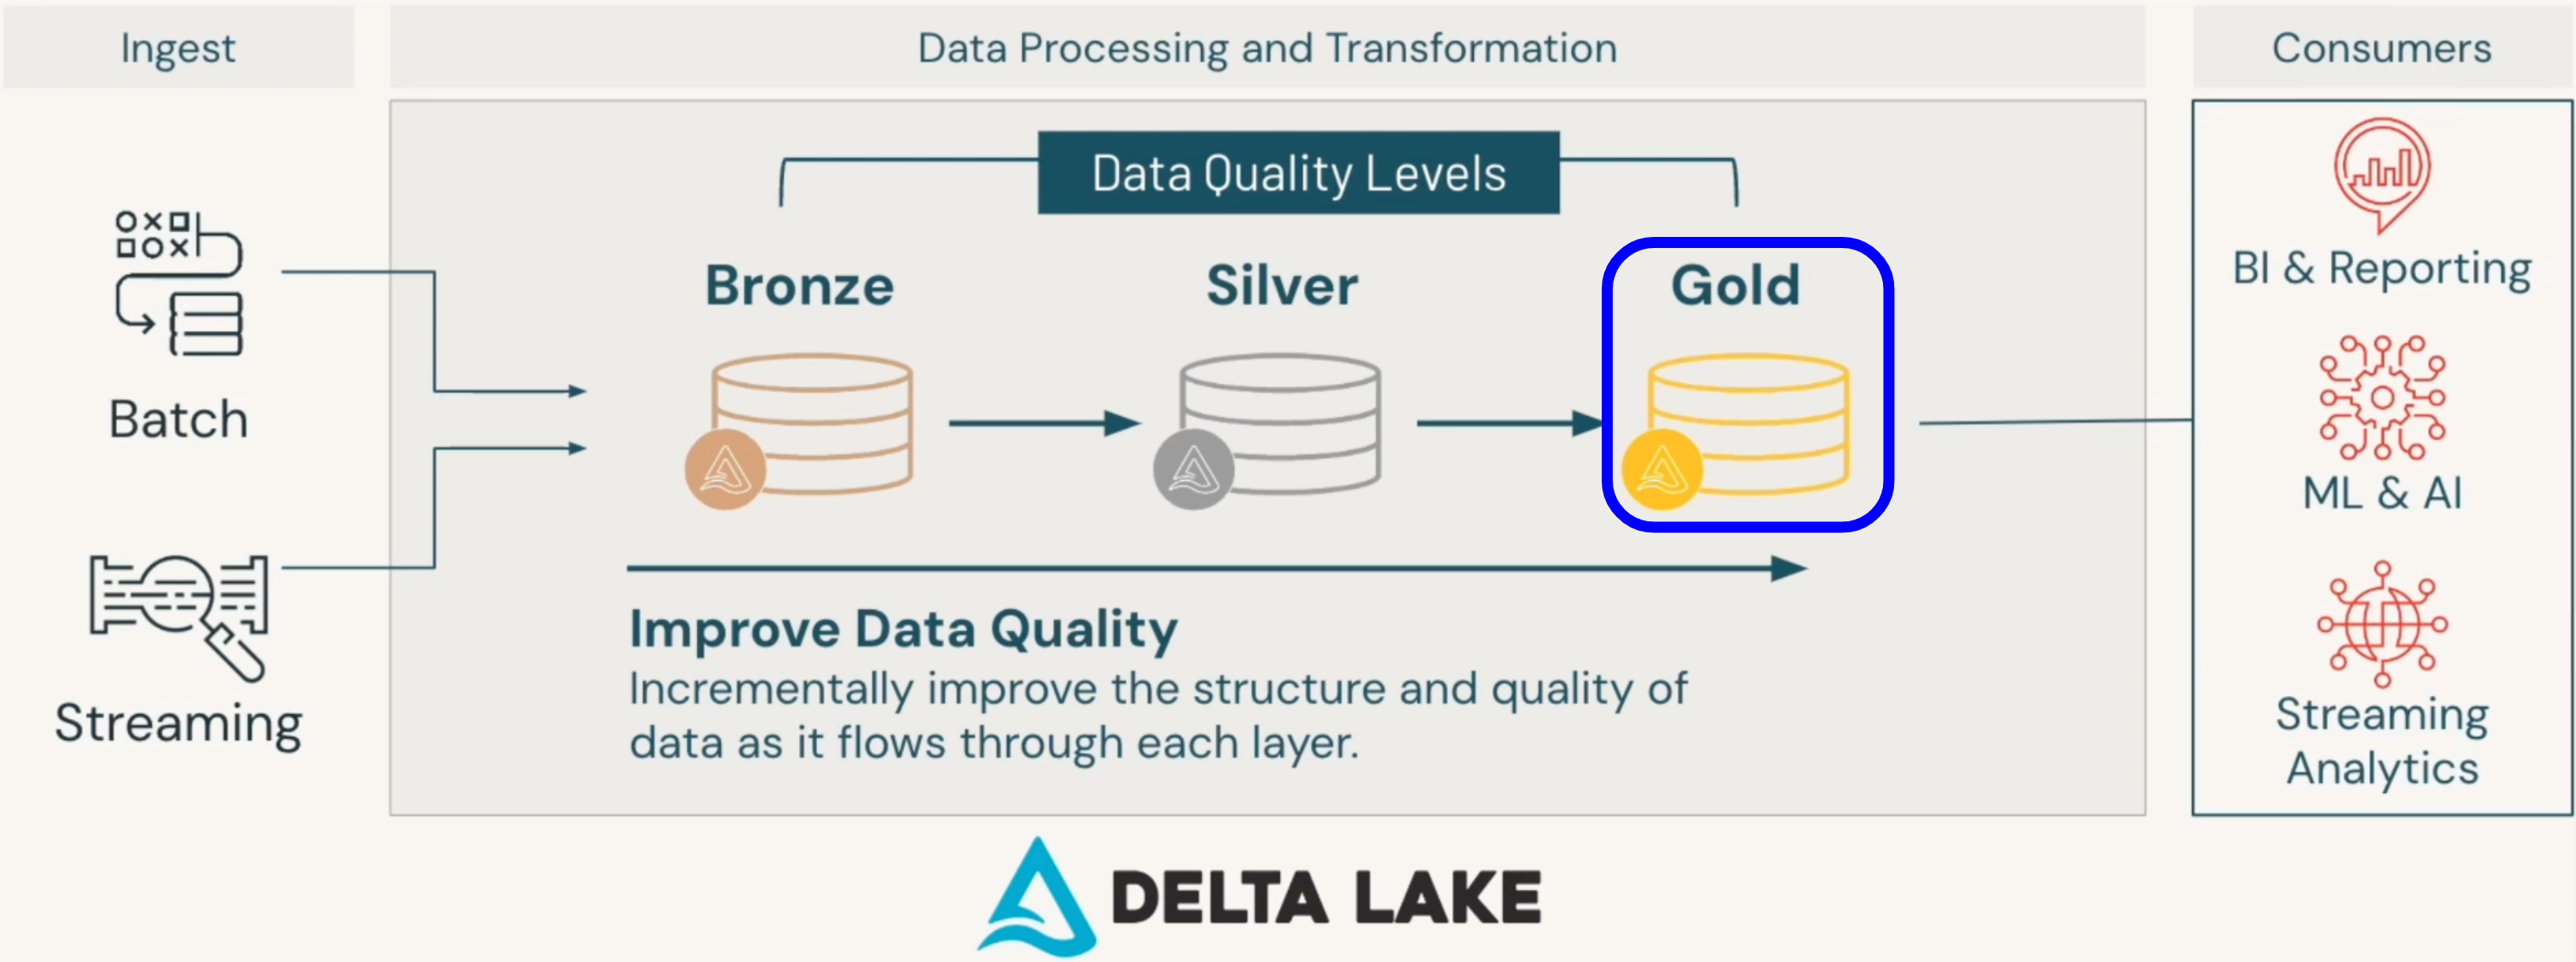 Ingest
Data Processing and Transformation
Consumers
Data Quality Levels
Bronze
Silver
Gold
Batch
Streaming
Improve Data Quality
Incrementally improve the structure and quality of
data as it flows through each layer.
BI & Reporting
ML & AI
Streaming
Analytics
DELTA LAKE